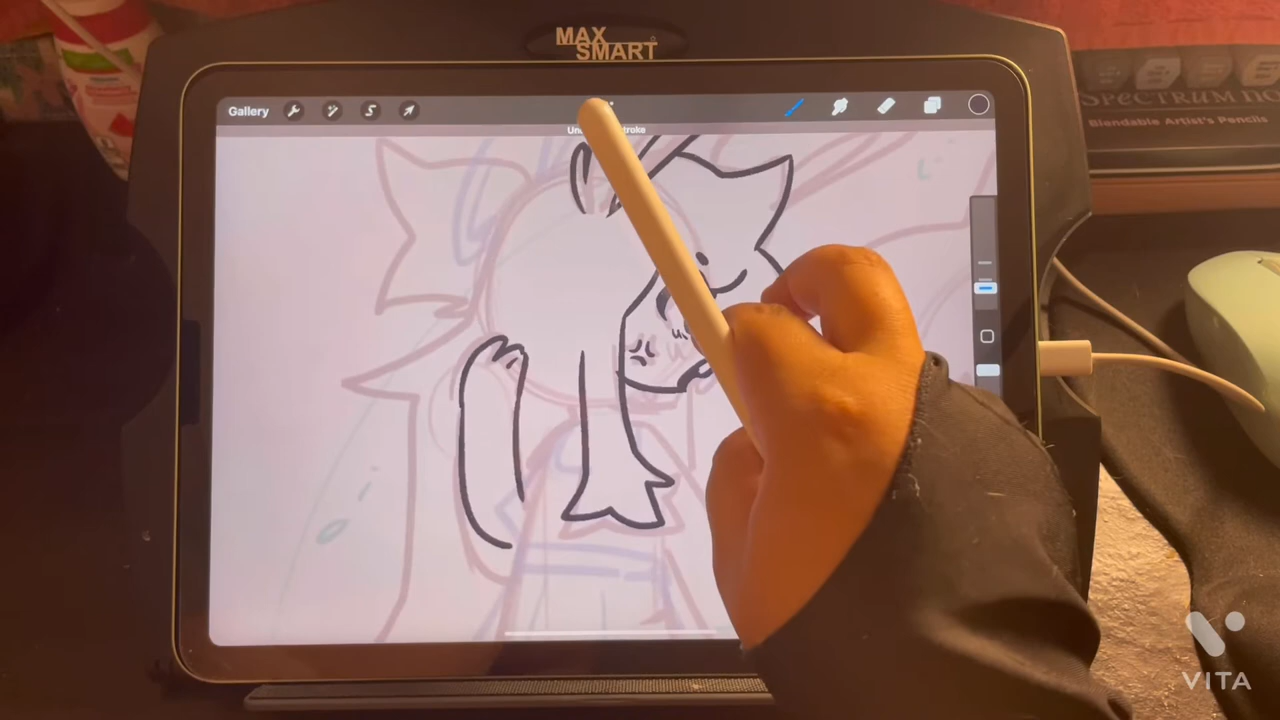 MAX
SMART
Gallery
SPECTRUM NO
Blendable Artist's Pencils
VITA